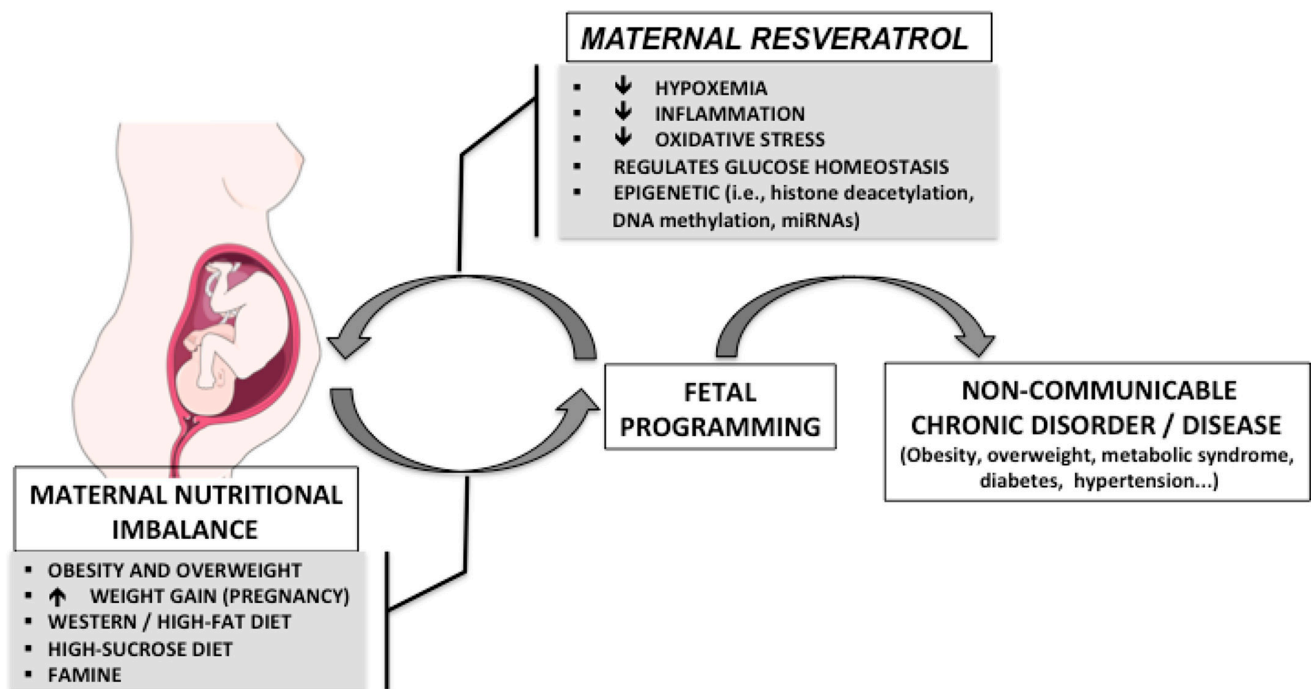 MATERNAL RESVERATROL
▪ ↓ HYPOXEMIA
▪ ↓ INFLAMMATION
▪ ↓ OXIDATIVE STRESS
▪ REGULATES GLUCOSE HOMEOSTASIS
▪ EPIGENETIC (i.e., histone deacetylation,
DNA methylation, miRNAs)
FETAL
PROGRAMMING
NON-COMMUNICABLE
CHRONIC DISORDER / DISEASE
(Obesity, overweight, metabolic syndrome,
diabetes, hypertension...)
MATERNAL NUTRITIONAL
IMBALANCE
▪ OBESITY AND OVERWEIGHT
▪ ↑ WEIGHT GAIN (PREGNANCY)
▪ WESTERN / HIGH-FAT DIET
▪ HIGH-SUCROSE DIET
▪ FAMINE